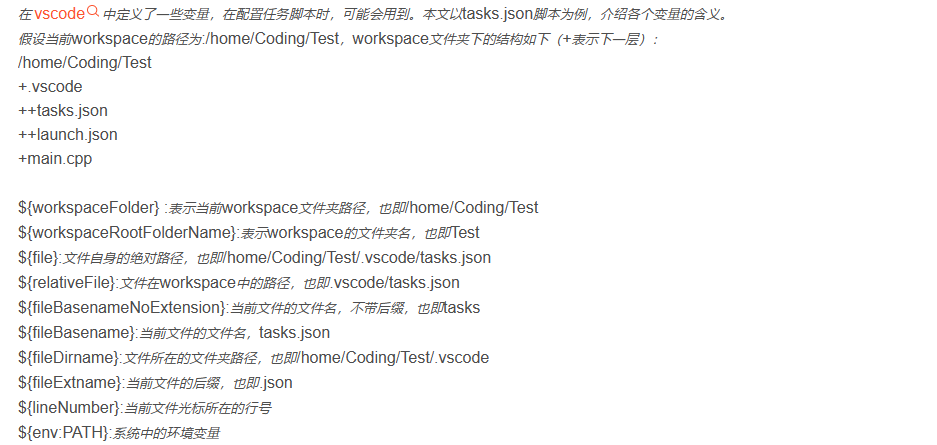 在 vscode 中定义了一些变量，在配置任务脚本时，可能会用到。本文以tasks.json脚本为例，介绍各个变量的含义。
假设当前workspace的路径为:/home/Coding/Test，workspace文件夹下的结构如下（+表示下一层）：
/home/Coding/Test
+.vscode
++tasks.json
++launch.json
+main.cpp
${workspaceFolder} :表示当前workspace文件夹路径，也即/home/Coding/Test
${workspaceRootFolderName}:表示workspace的文件夹名，也即Test
${file}:文件自身的绝对路径，也即/home/Coding/Test/.vscode/tasks.json
${relativeFile}:文件在workspace中的路径，也即.vscode/tasks.json
${fileBasenameNoExtension}:当前文件的文件名，不带后缀，也即tasks
${fileBasename}:当前文件的文件名，tasks.json
${fileDirname}:文件所在的文件夹路径，也即/home/Coding/Test/.vscode
${fileExtname}:当前文件的后缀，也即.json
${lineNumber}:当前文件光标所在的行号
${env:PATH}:系统中的环境变量